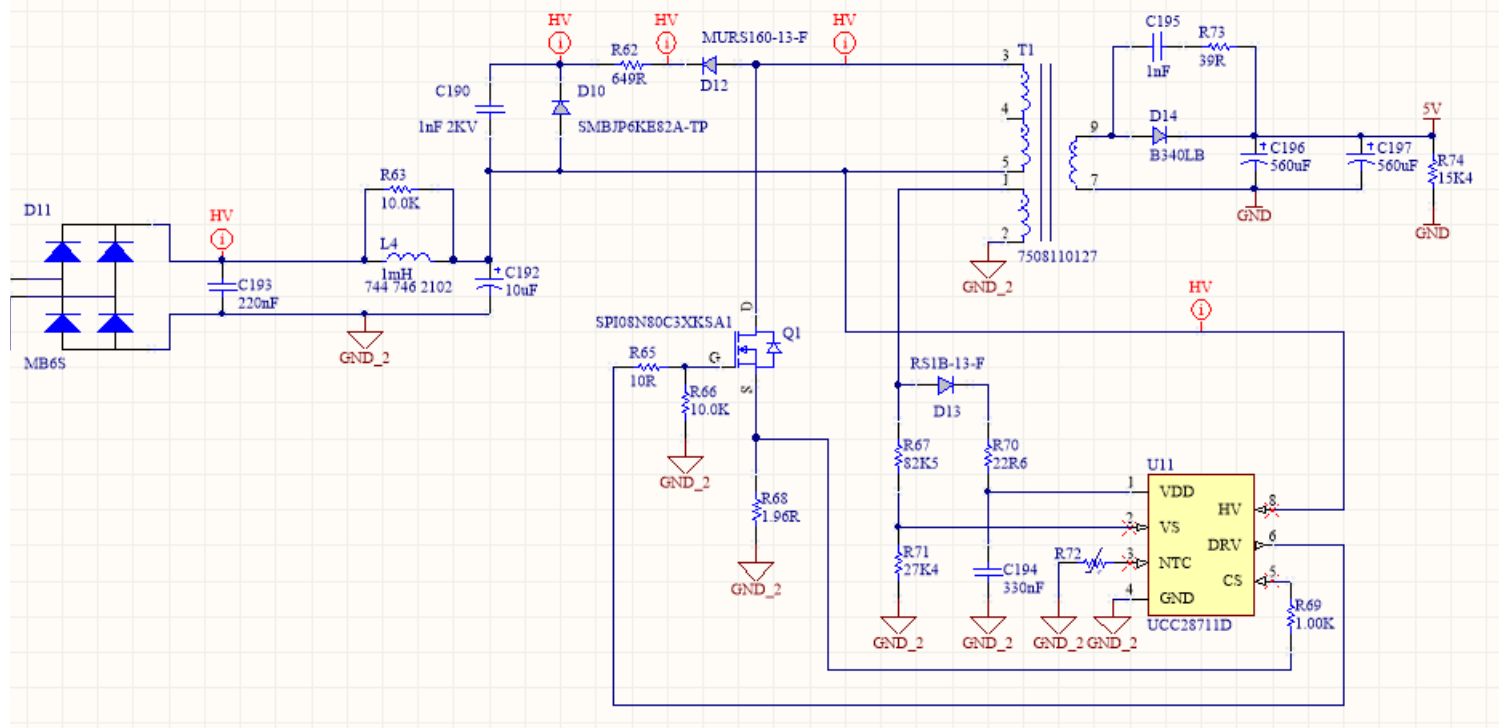 HV
HV
HV
C195
R73
1nF
39R
MURS160-13-F
R62
649R
D12
T1
3
4
5
1
2
C190
1nF 2KV
D10
SMBJP6KE82A-TP
9
7
D14
B340LB
5V
C196
560uF
C197
560uF
R74
15K4
GND
GND
R63
10.0K
D11
HV
L4
1mH
744 746 2102
C193
220nF
C192
10uF
GND_2
MB6S
7508110127
GND_2
HV
SPI08N80C3XKSA1
D
Q1
G
S
R65
10R
R66
10.0K
GND_2
RS1B-13-F
D13
R67
82K5
R70
22R6
R68
1.96R
GND_2
U11
1
VDD
2
VS
3
NTC
4
GND
HV
8
DRV
6
CS
5
UCC28711D
R71
27K4
C194
330nF
R72
R69
1.00K
GND_2
GND_2
GND_2
GND_2